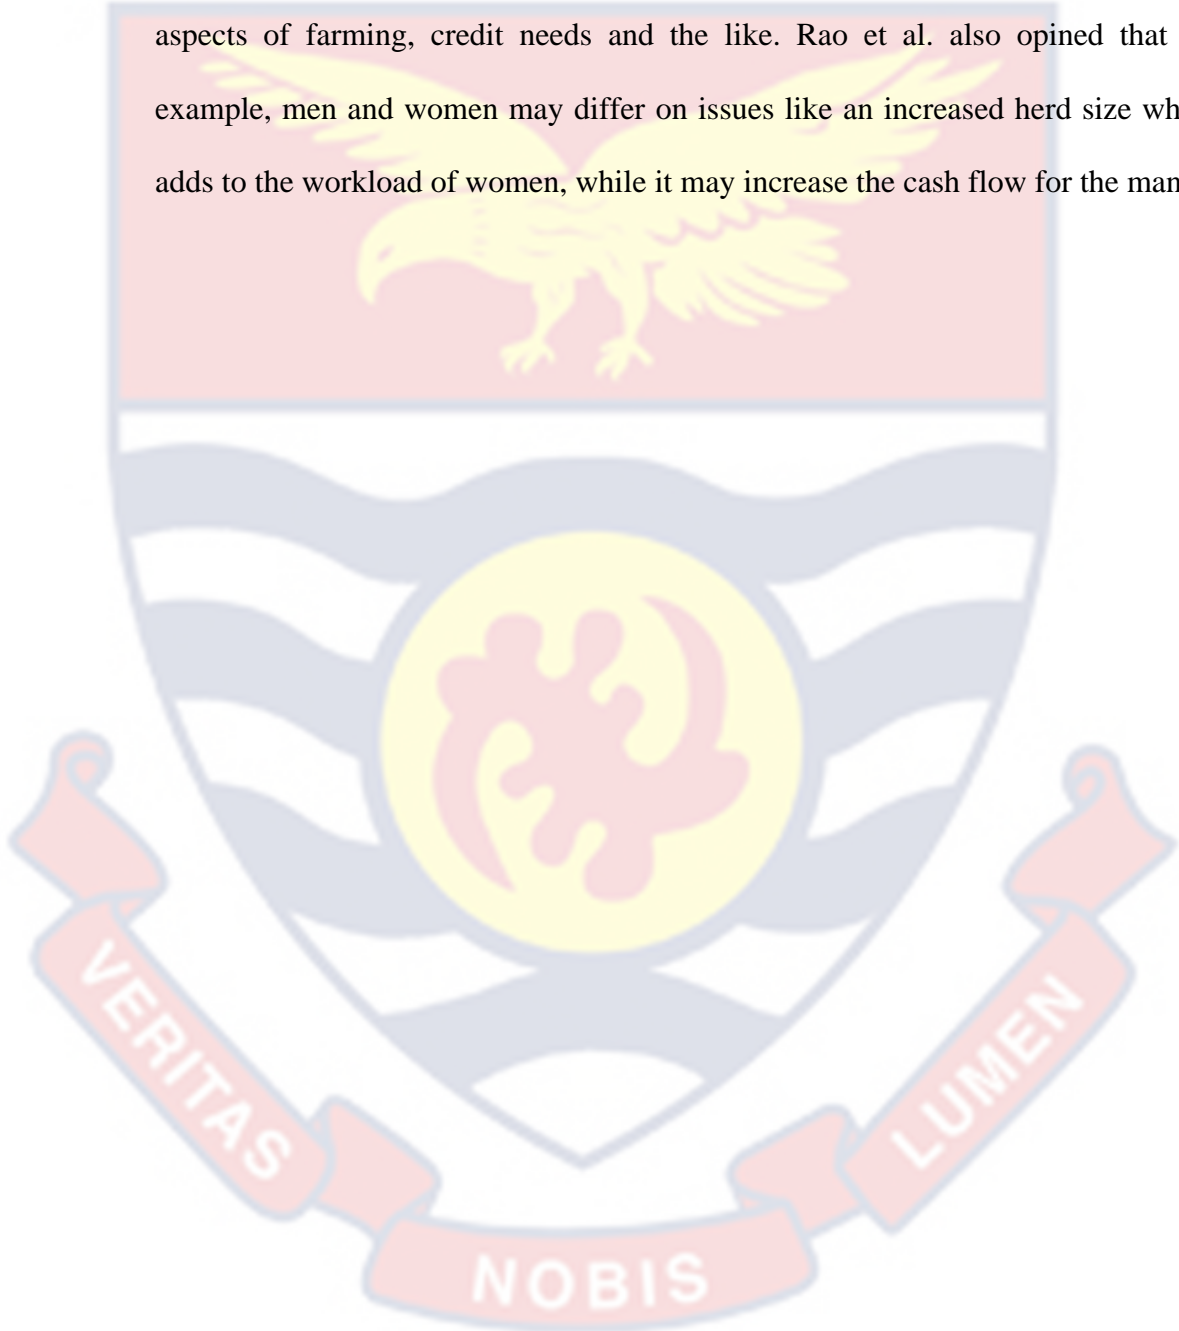 aspects of farming, credit needs and the like. Rao et al. also opined that
example, men and women may differ on issues like an increased herd size
adds to the workload of women, while it may increase the cash flow for the
VERITAS
NOBIS
LUMEN